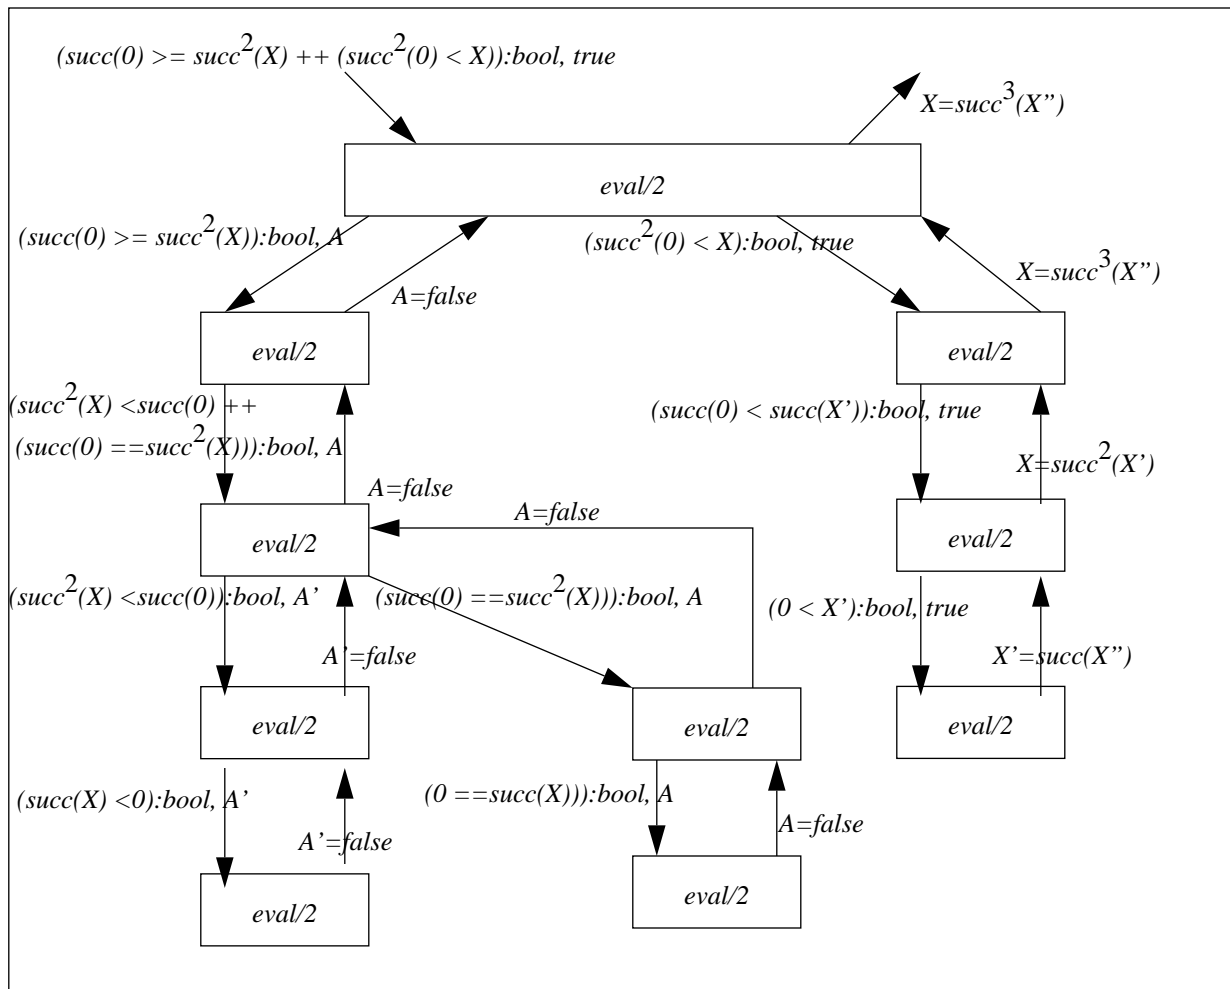 (succ(0) >= succ²(X) ++ (succ²(0) < X)):bool, true
X=succ³(X”)
eval/2
(succ(0) >= succ²(X)):bool, A
(succ²(0) < X):bool, true
X=succ³(X”)
A=false
eval/2
eval/2
(succ²(X) <succ(0) ++
(succ(0) < succ(X’)):bool, true
(succ(0) ==succ²(X))):bool, A
X=succ²(X’)
A=false
A=false
eval/2
eval/2
(succ²(X) <succ(0)):bool, A’
(succ(0) ==succ²(X))):bool, A
(0 < X’):bool, true
A’=false
X’=succ(X”)
eval/2
eval/2
eval/2
(succ(X) <0):bool, A’
(0 ==succ(X))):bool, A
A=false
A’=false
eval/2
eval/2